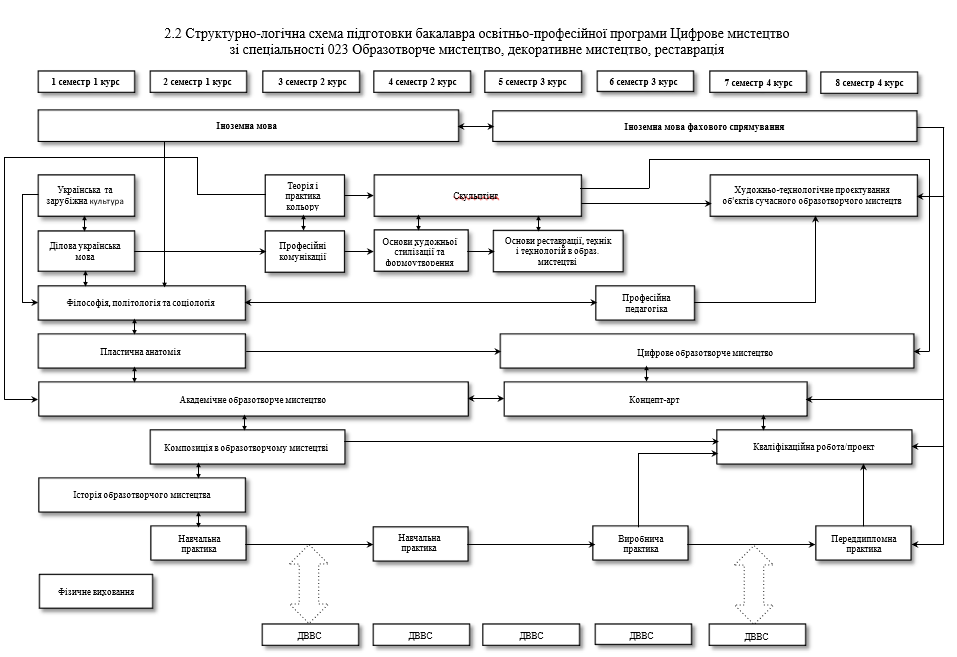 2.2 Структурно-логічна схема підготовки бакалавра освітньо-професійної програми Цифрове мистецтво
зі спеціальності 023 Образотворче мистецтво, декоративне мистецтво, реставрація
1 семестр 1 курс
2 семестр 1 курс
3 семестр 2 курс
4 семестр 2 курс
5 семестр 3 курс
6 семестр 3 курс
7 семестр 4 курс
8 семестр 4 курс
Іноземна мова
Іноземна мова фахового спрямування
Українська та
зарубіжна культура
Теорія і
практика
кольору
Скульптінг
Художньо-технологічне проєктування
об'єктів сучасного образотворчого мистецтв
Ділова українська
мова
Професійні
комунікації
Основи художньої
стилізації та
формоутворення
Основи реставрації, технік
і технологій в образ.
мистецтві
Філософія, політологія та соціологія
Професійна
педагогіка
Пластична анатомія
Цифрове образотворче мистецтво
Академічне образотворче мистецтво
Концепт-арт
Композиція в образотворчому мистецтві
Кваліфікаційна робота/проект
Історія образотворчого мистецтва
Навчальна
практика
Навчальна
практика
Виробнича
практика
Переддипломна
практика
Фізичне виховання
ДВВС
ДВВС
ДВВС
ДВВС
ДВВС